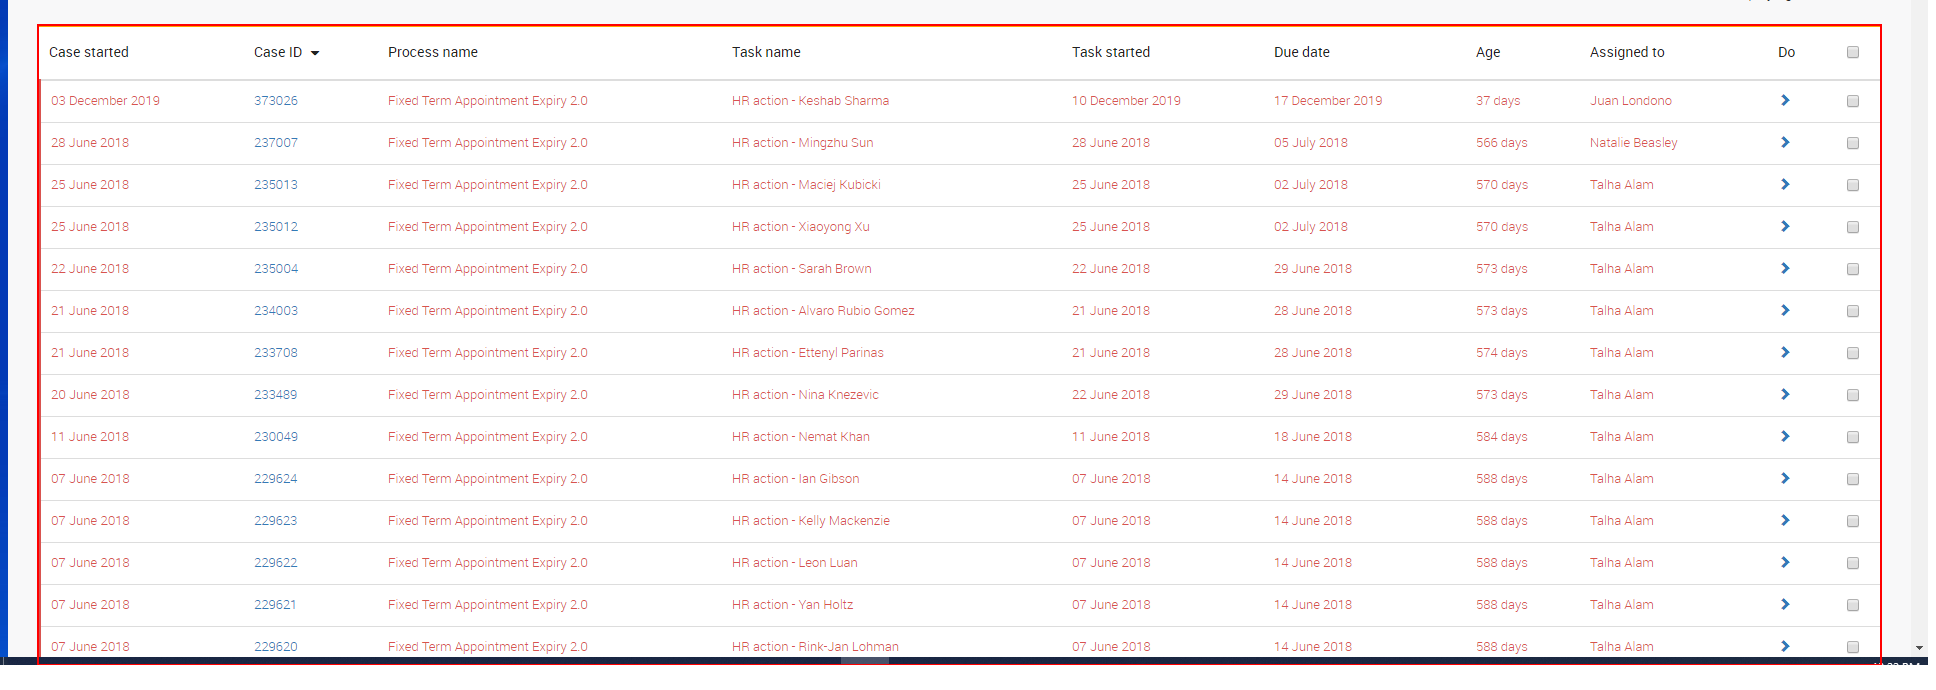 Case started Case ID Process name Task name Task started Due date Age Assigned to Do
03 December 2019 373026 Fixed Term Appointment Expiry 2.0 HR action - Keshab Sharma 10 December 2019 17 December 2019 37 days Juan Londono
28 June 2018 237007 Fixed Term Appointment Expiry 2.0 HR action - Mingzhu Sun 28 June 2018 05 July 2018 566 days Natalie Beasley
25 June 2018 235013 Fixed Term Appointment Expiry 2.0 HR action - Maciej Kubicki 25 June 2018 02 July 2018 570 days Talha Alam
25 June 2018 235012 Fixed Term Appointment Expiry 2.0 HR action - Xiaoyong Xu 25 June 2018 02 July 2018 570 days Talha Alam
22 June 2018 235004 Fixed Term Appointment Expiry 2.0 HR action - Sarah Brown 22 June 2018 29 June 2018 573 days Talha Alam
21 June 2018 234003 Fixed Term Appointment Expiry 2.0 HR action - Alvaro Rubio Gomez 21 June 2018 28 June 2018 573 days Talha Alam
21 June 2018 233708 Fixed Term Appointment Expiry 2.0 HR action - Ettenyl Parinas 21 June 2018 28 June 2018 574 days Talha Alam
20 June 2018 233489 Fixed Term Appointment Expiry 2.0 HR action - Nina Knezevic 22 June 2018 29 June 2018 573 days Talha Alam
11 June 2018 230049 Fixed Term Appointment Expiry 2.0 HR action - Nemat Khan 11 June 2018 18 June 2018 584 days Talha Alam
07 June 2018 229624 Fixed Term Appointment Expiry 2.0 HR action - Ian Gibson 07 June 2018 14 June 2018 588 days Talha Alam
07 June 2018 229623 Fixed Term Appointment Expiry 2.0 HR action - Kelly Mackenzie 07 June 2018 14 June 2018 588 days Talha Alam
07 June 2018 229622 Fixed Term Appointment Expiry 2.0 HR action - Leon Luan 07 June 2018 14 June 2018 588 days Talha Alam
07 June 2018 229621 Fixed Term Appointment Expiry 2.0 HR action - Yan Holtz 07 June 2018 14 June 2018 588 days Talha Alam
07 June 2018 229620 Fixed Term Appointment Expiry 2.0 HR action - Rink-Jan Lohman 07 June 2018 14 June 2018 588 days Talha Alam